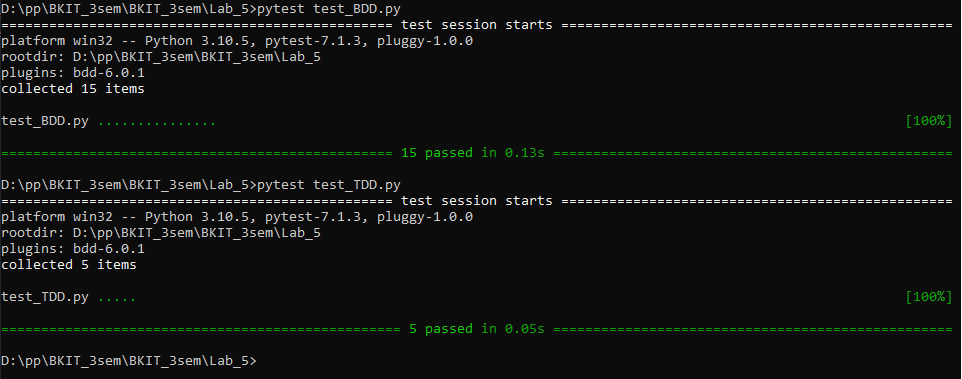 D:\pp\BKIT_3sem\BKIT_3sem\Lab_5>pytest test_BDD.py
================================================= test session starts =================================================
platform win32 -- Python 3.10.5, pytest-7.1.3, pluggy-1.0.0
rootdir: D:\pp\BKIT_3sem\BKIT_3sem\Lab_5
plugins: bdd-6.0.1
collected 15 items
test_BDD.py ............... [100%]
================================================= 15 passed in 0.13s ==================================================
D:\pp\BKIT_3sem\BKIT_3sem\Lab_5>pytest test_TDD.py
================================================= test session starts =================================================
platform win32 -- Python 3.10.5, pytest-7.1.3, pluggy-1.0.0
rootdir: D:\pp\BKIT_3sem\BKIT_3sem\Lab_5
plugins: bdd-6.0.1
collected 5 items
test_TDD.py ..... [100%]
================================================== 5 passed in 0.05s ==================================================
D:\pp\BKIT_3sem\BKIT_3sem\Lab_5>